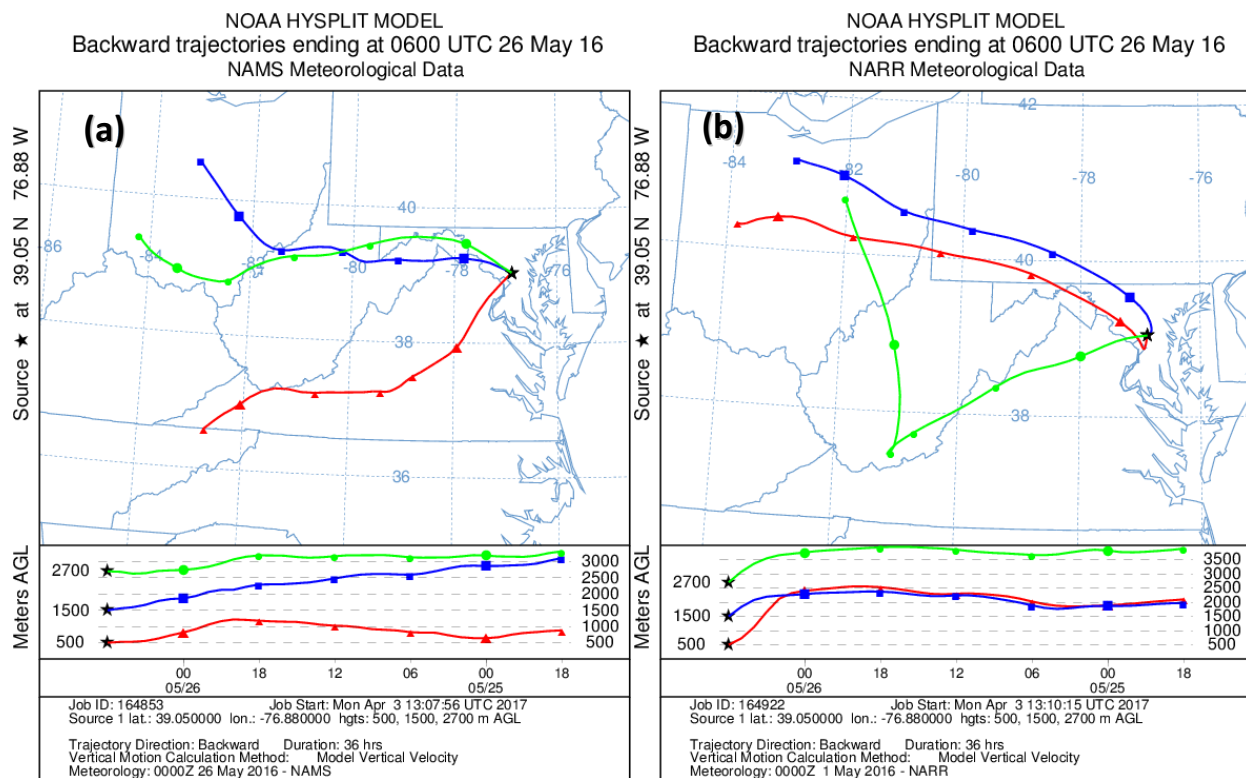 NOAA HYSPLIT MODEL
Backward trajectories ending at 0600 UTC 26 May 16
NAMS Meteorological Data
Source ★ at 39.05 N 76.88 W
(a)
40
-86
-84
-82
-80
-78
-76
38
36
Meters AGL
2700
1500
500
3000
2500
2000
1500
1000
500
00 18 12 06 00 18
05/26 05/25
Job ID: 164853 Job Start: Mon Apr 3 13:07:56 UTC 2017
Source 1 lat.: 39.050000 lon.: -76.880000 hgts: 500, 1500, 2700 m AGL
Trajectory Direction: Backward Duration: 36 hrs
Vertical Motion Calculation Method: Model Vertical Velocity
Meteorology: 0000Z 26 May 2016 - NAMS
NOAA HYSPLIT MODEL
Backward trajectories ending at 0600 UTC 26 May 16
NARR Meteorological Data
Source ★ at 39.05 N 76.88 W
(b)
42
-84
-82
-80
-78
-76
40
38
Meters AGL
2700
1500
500
3500
3000
2500
2000
1500
1000
500
00 18 12 06 00 18
05/26 05/25
Job ID: 164922 Job Start: Mon Apr 3 13:10:15 UTC 2017
Source 1 lat.: 39.050000 lon.: -76.880000 hgts: 500, 1500, 2700 m AGL
Trajectory Direction: Backward Duration: 36 hrs
Vertical Motion Calculation Method: Model Vertical Velocity
Meteorology: 0000Z 1 May 2016 - NARR